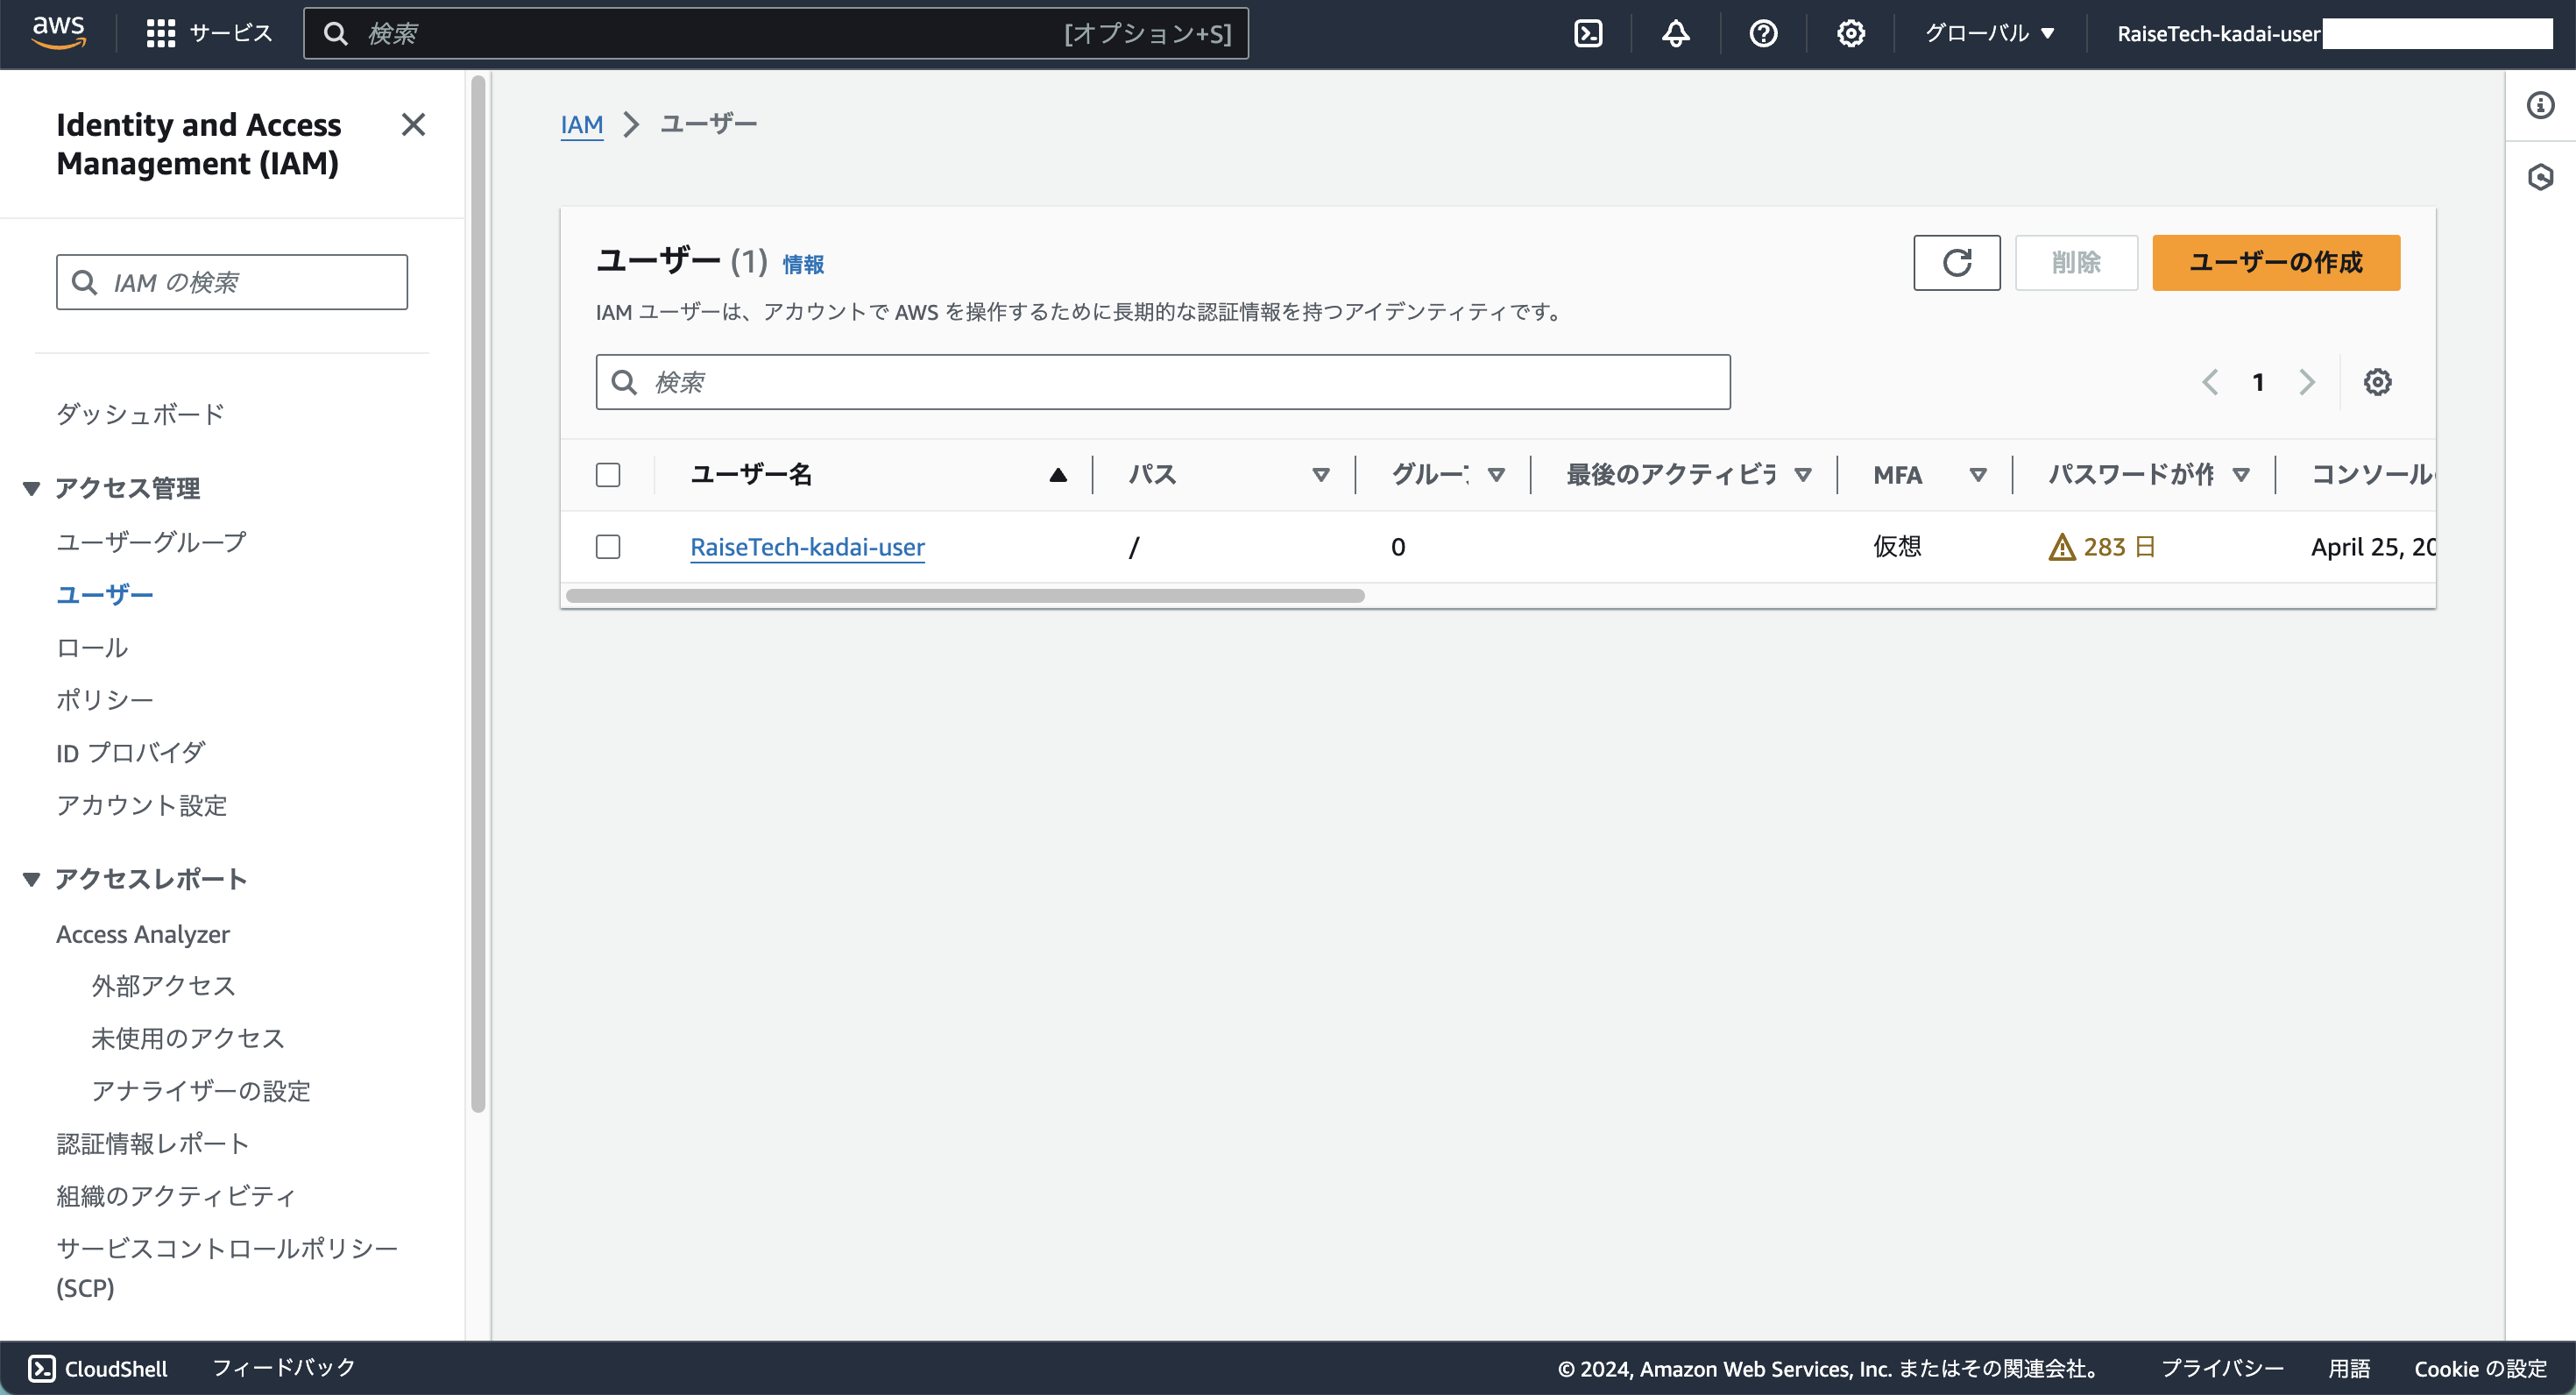 aws
サービス
検索
[オプション+S]
グローバル
RaiseTech-kadai-user
Identity and Access
Management (IAM)
IAM の検索
ダッシュボード
アクセス管理
ユーザーグループ
ユーザー
ロール
ポリシー
ID プロバイダ
アカウント設定
アクセスレポート
Access Analyzer
外部アクセス
未使用のアクセス
アナライザーの設定
認証情報レポート
組織のアクティビティ
サービスコントロールポリシー
(SCP)
IAM
ユーザー
ユーザー (1) 情報
削除
ユーザーの作成
IAM ユーザーは、アカウントで AWS を操作するために長期的な認証情報を持つアイデンティティです。
検索
1
ユーザー名 パス グルー 最後のアクティビ MFA パスワードが作 コンソール
RaiseTech-kadai-user / 0 仮想 283 日 April 25, 20
CloudShell
フィードバック
© 2024, Amazon Web Services, Inc. またはその関連会社。
プライバシー
用語
Cookie の設定